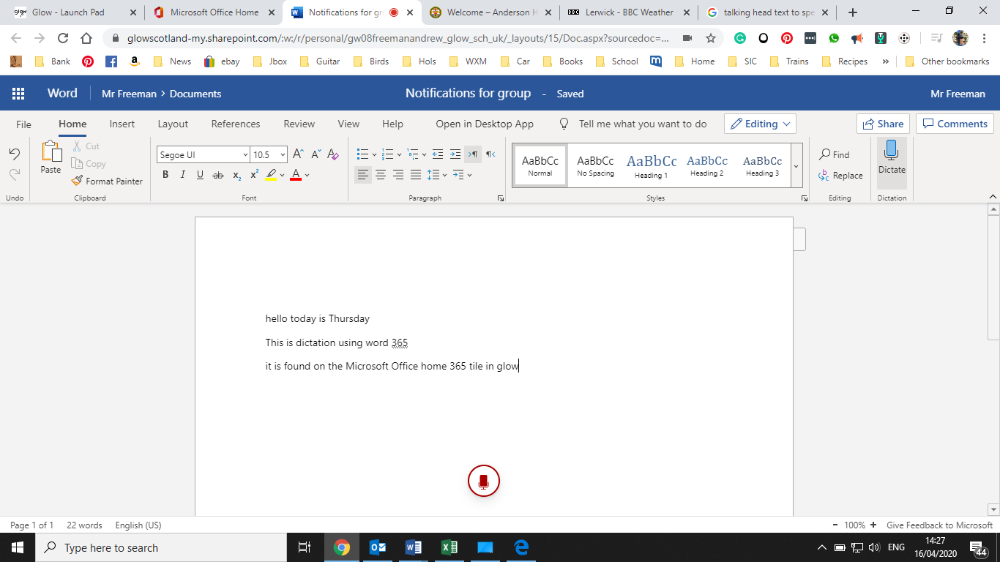 Glow - Launch Pad
Microsoft Office Home
Notifications for gr
Welcome – Anderson H
BBC Lerwick - BBC Weather
talking head text to spe
glowscotland-my.sharepoint.com/:w:/r/personal/gw08freemanandrew_glow_sch_uk/_layouts/15/Doc.aspx?sourcedoc=...
Bank News ebay Jbox Guitar Birds Hols WXM Car Books School Home SIC Trains Recipes » Other bookmarks
Word Mr Freeman > Documents Notifications for group - Saved Mr Freeman
File Home Insert Layout References Review View Help Open in Desktop App Tell me what you want to do Editing Share Comments
Paste
Cut
Copy
Format Painter
Segoe UI 10.5
AaBbCc AaBbCc AaBbCc AaBbCc AaBbCc
Normal No Spacing Heading 1 Heading 2 Heading 3
Find
Replace
Dictate
Undo Clipboard Font Paragraph Styles Editing Dictation
hello today is Thursday
This is dictation using word 365
it is found on the Microsoft Office home 365 tile in glow
Page 1 of 1 22 words English (US) - 100% + Give Feedback to Microsoft
Type here to search
ENG
14:27
16/04/2020
44